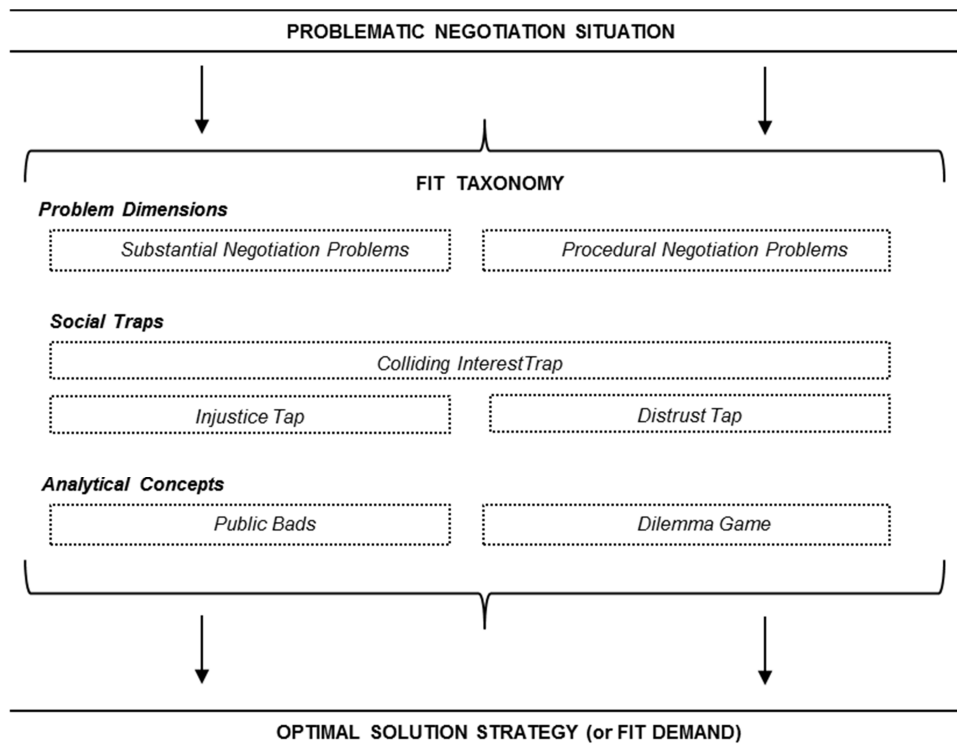 PROBLEMATIC NEGOTIATION SITUATION
FIT TAXONOMY
Problem Dimensions
Substantial Negotiation Problems
Procedural Negotiation Problems
Social Traps
Colliding InterestTrap
Injustice Tap
Distrust Tap
Analytical Concepts
Public Bads
Dilemma Game
OPTIMAL SOLUTION STRATEGY (or FIT DEMAND)